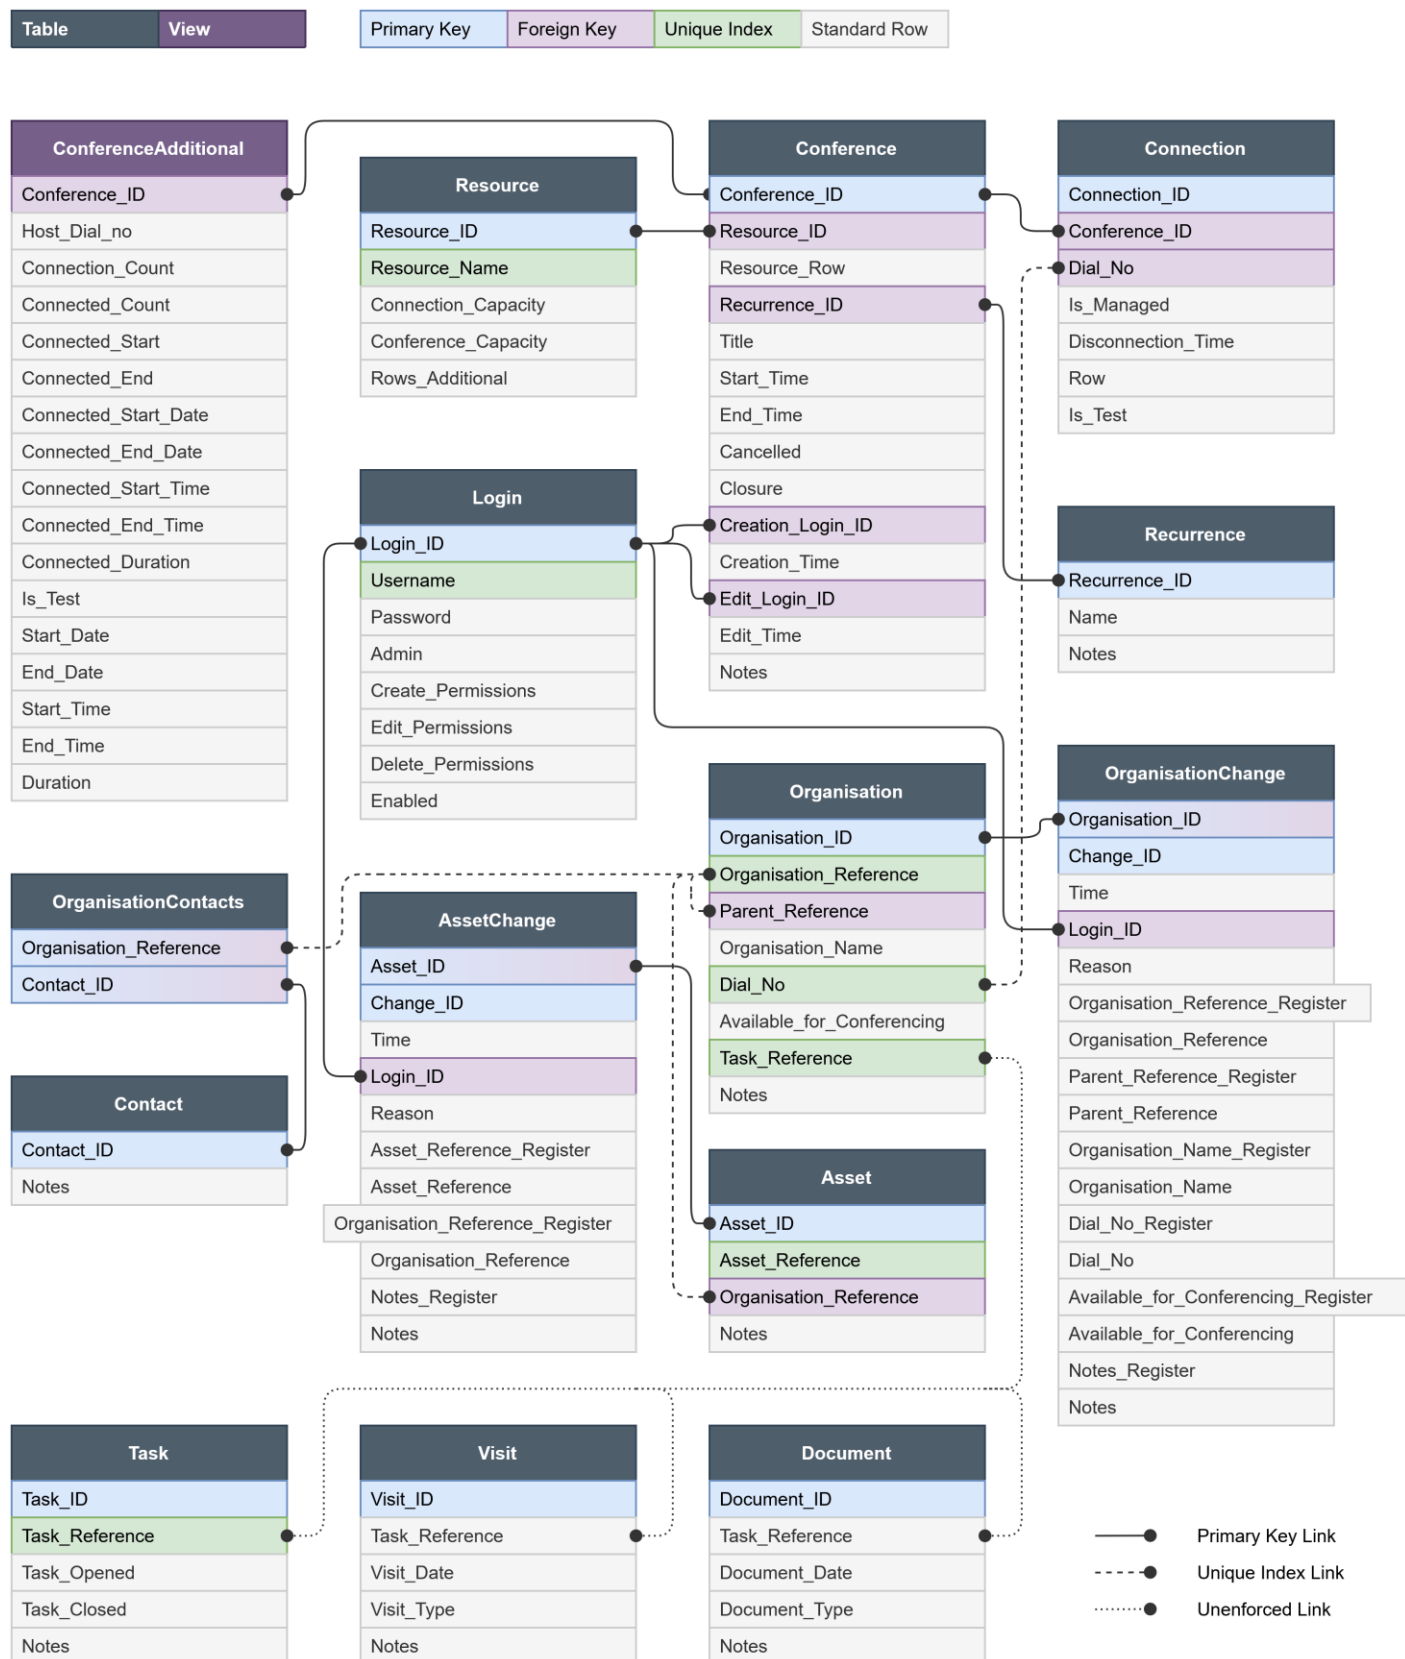 Table
View
Primary Key
Foreign Key
Unique Index
Standard Row
ConferenceAdditional
Conference_ID
Host_Dial_no
Connection_Count
Connected_Count
Connected_Start
Connected_End
Connected_Start_Date
Connected_End_Date
Connected_Start_Time
Connected_End_Time
Connected_Duration
Is_Test
Start_Date
End_Date
Start_Time
End_Time
Duration
Resource
Resource_ID
Resource_Name
Connection_Capacity
Conference_Capacity
Rows_Additional
Conference
Conference_ID
Resource_ID
Resource_Row
Recurrence_ID
Title
Start_Time
End_Time
Cancelled
Closure
Creation_Login_ID
Creation_Time
Edit_Login_ID
Edit_Time
Notes
Connection
Connection_ID
Conference_ID
Dial_No
Is_Managed
Disconnection_Time
Row
Is_Test
Login
Login_ID
Username
Password
Admin
Create_Permissions
Edit_Permissions
Delete_Permissions
Enabled
Recurrence
Recurrence_ID
Name
Notes
OrganisationContacts
Organisation_Reference
Contact_ID
AssetChange
Asset_ID
Change_ID
Time
Login_ID
Reason
Asset_Reference_Register
Asset_Reference
Organisation_Reference_Register
Organisation_Reference
Notes_Register
Notes
Organisation
Organisation_ID
Organisation_Reference
Parent_Reference
Organisation_Name
Dial_No
Available_for_Conferencing
Task_Reference
Notes
OrganisationChange
Organisation_ID
Change_ID
Time
Login_ID
Reason
Organisation_Reference_Register
Organisation_Reference
Parent_Reference_Register
Parent_Reference
Organisation_Name_Register
Organisation_Name
Dial_No_Register
Dial_No
Available_for_Conferencing_Register
Available_for_Conferencing
Notes_Register
Notes
Contact
Contact_ID
Notes
Asset
Asset_ID
Asset_Reference
Organisation_Reference
Notes
Task
Task_ID
Task_Reference
Task_Opened
Task_Closed
Notes
Visit
Visit_ID
Task_Reference
Visit_Date
Visit_Type
Notes
Document
Document_ID
Task_Reference
Document_Date
Document_Type
Notes
Primary Key Link
Unique Index Link
Unenforced Link